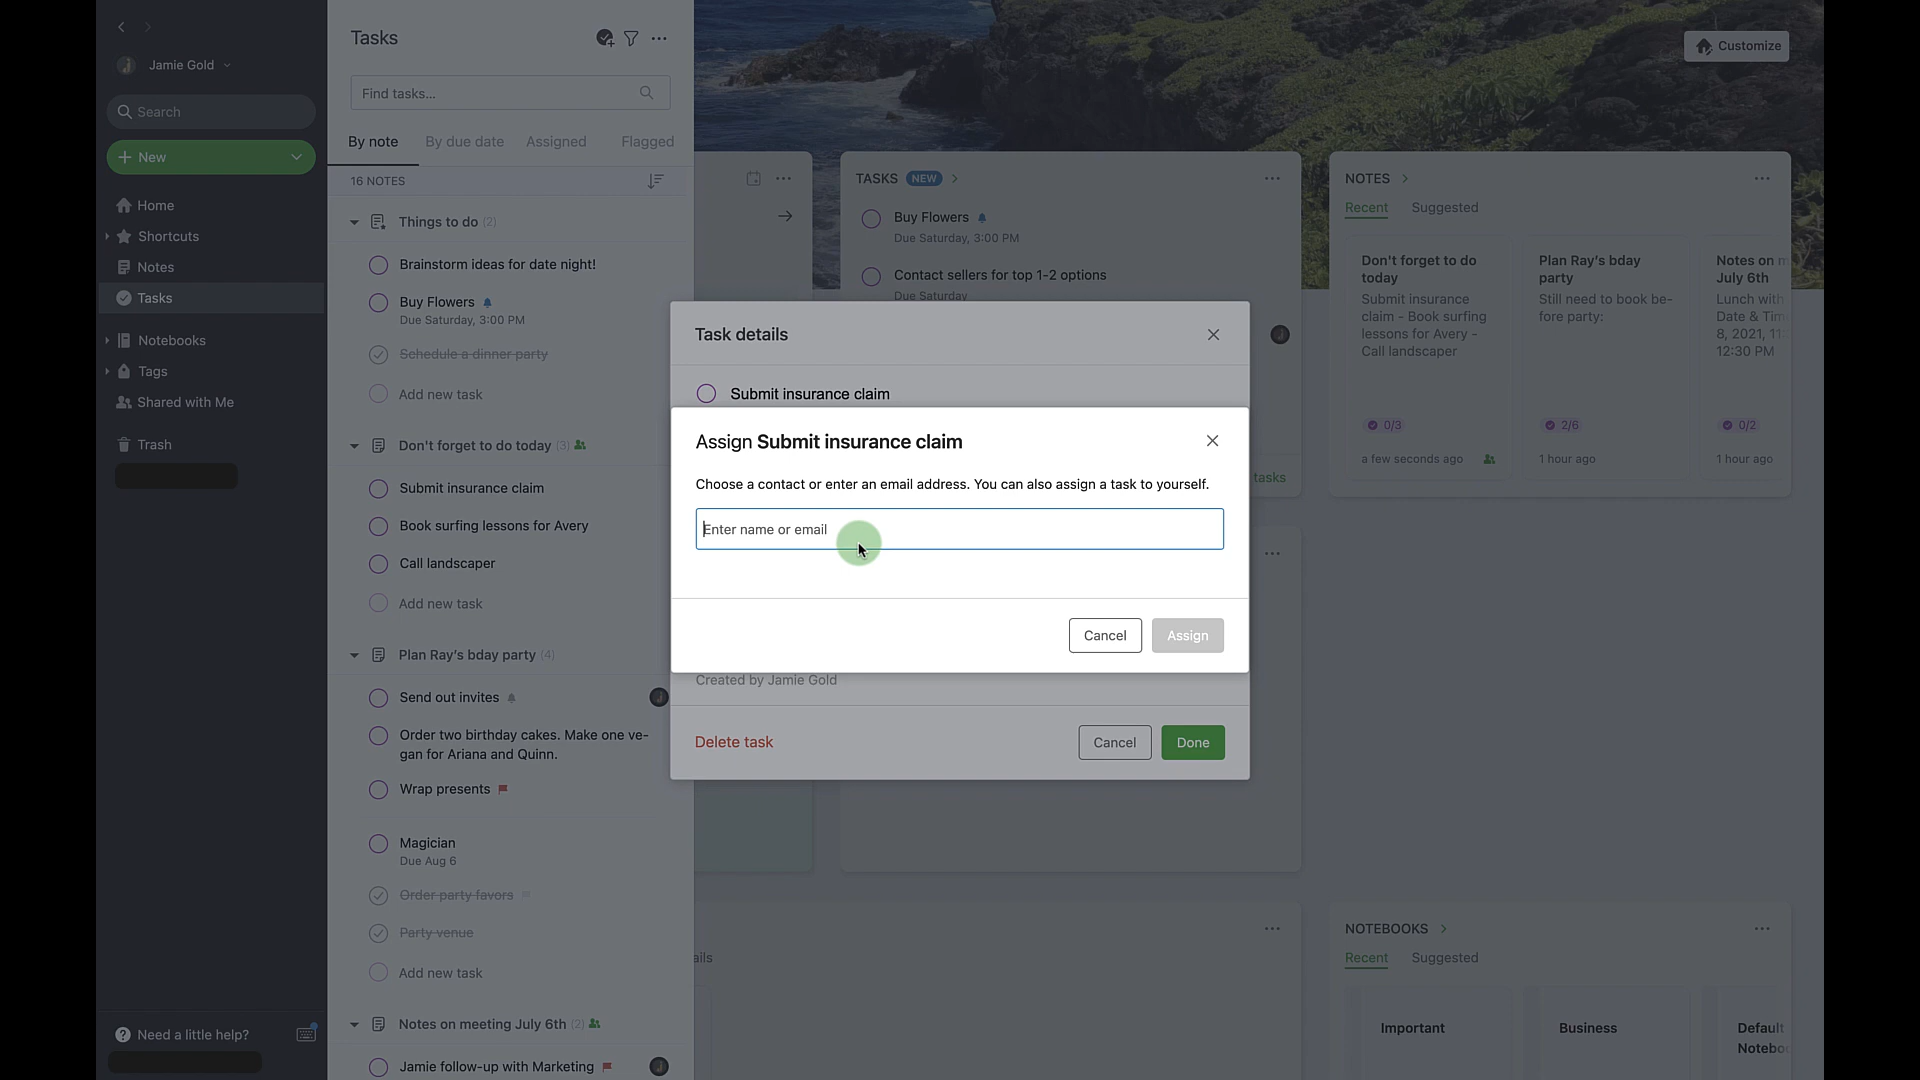 Jamie Gold
Search
New
Home
Shortcuts
Notes
Tasks
Notebooks
Tags
Shared with Me
Trash
Need a little help?
Tasks
Find tasks...
By note
By due date
Assigned
Flagged
16 NOTES
Things to do (2)
Brainstorm ideas for date night!
Buy Flowers
Due Saturday, 3:00 PM
Schedule a dinner party
Add new task
Don't forget to do today (3)
Submit insurance claim
Book surfing lessons for Avery
Call landscaper
Add new task
Plan Ray's bday party (4)
Send out invites
Order two birthday cakes. Make one ve-
gan for Ariana and Quinn.
Wrap presents
Magician
Due Aug 6
Order party favors
Party venue
Add new task
Notes on meeting July 6th (2)
Jamie follow-up with Marketing
Customize
TASKS NEW
Buy Flowers
Due Saturday, 3:00 PM
Contact sellers for top 1-2 options
Due Saturday
tasks
Task details
Submit insurance claim
Assign Submit insurance claim
Choose a contact or enter an email address. You can also assign a task to yourself.
Enter name or email
Cancel
Assign
Created by Jamie Gold
Delete task
Cancel
Done
ails
NOTES
Recent
Suggested
Don't forget to do
today
Submit insurance
claim - Book surfing
lessons for Avery -
Call landscaper
0/3
a few seconds ago
Plan Ray's bday
party
Still need to book be-
fore party:
2/6
1 hour ago
Notes on m
July 6th
Lunch with
Date & Tim
8, 2021, 11:
12:30 PM
0/2
1 hour ago
NOTEBOOKS
Recent
Suggested
Important
Business
Default
Notebo